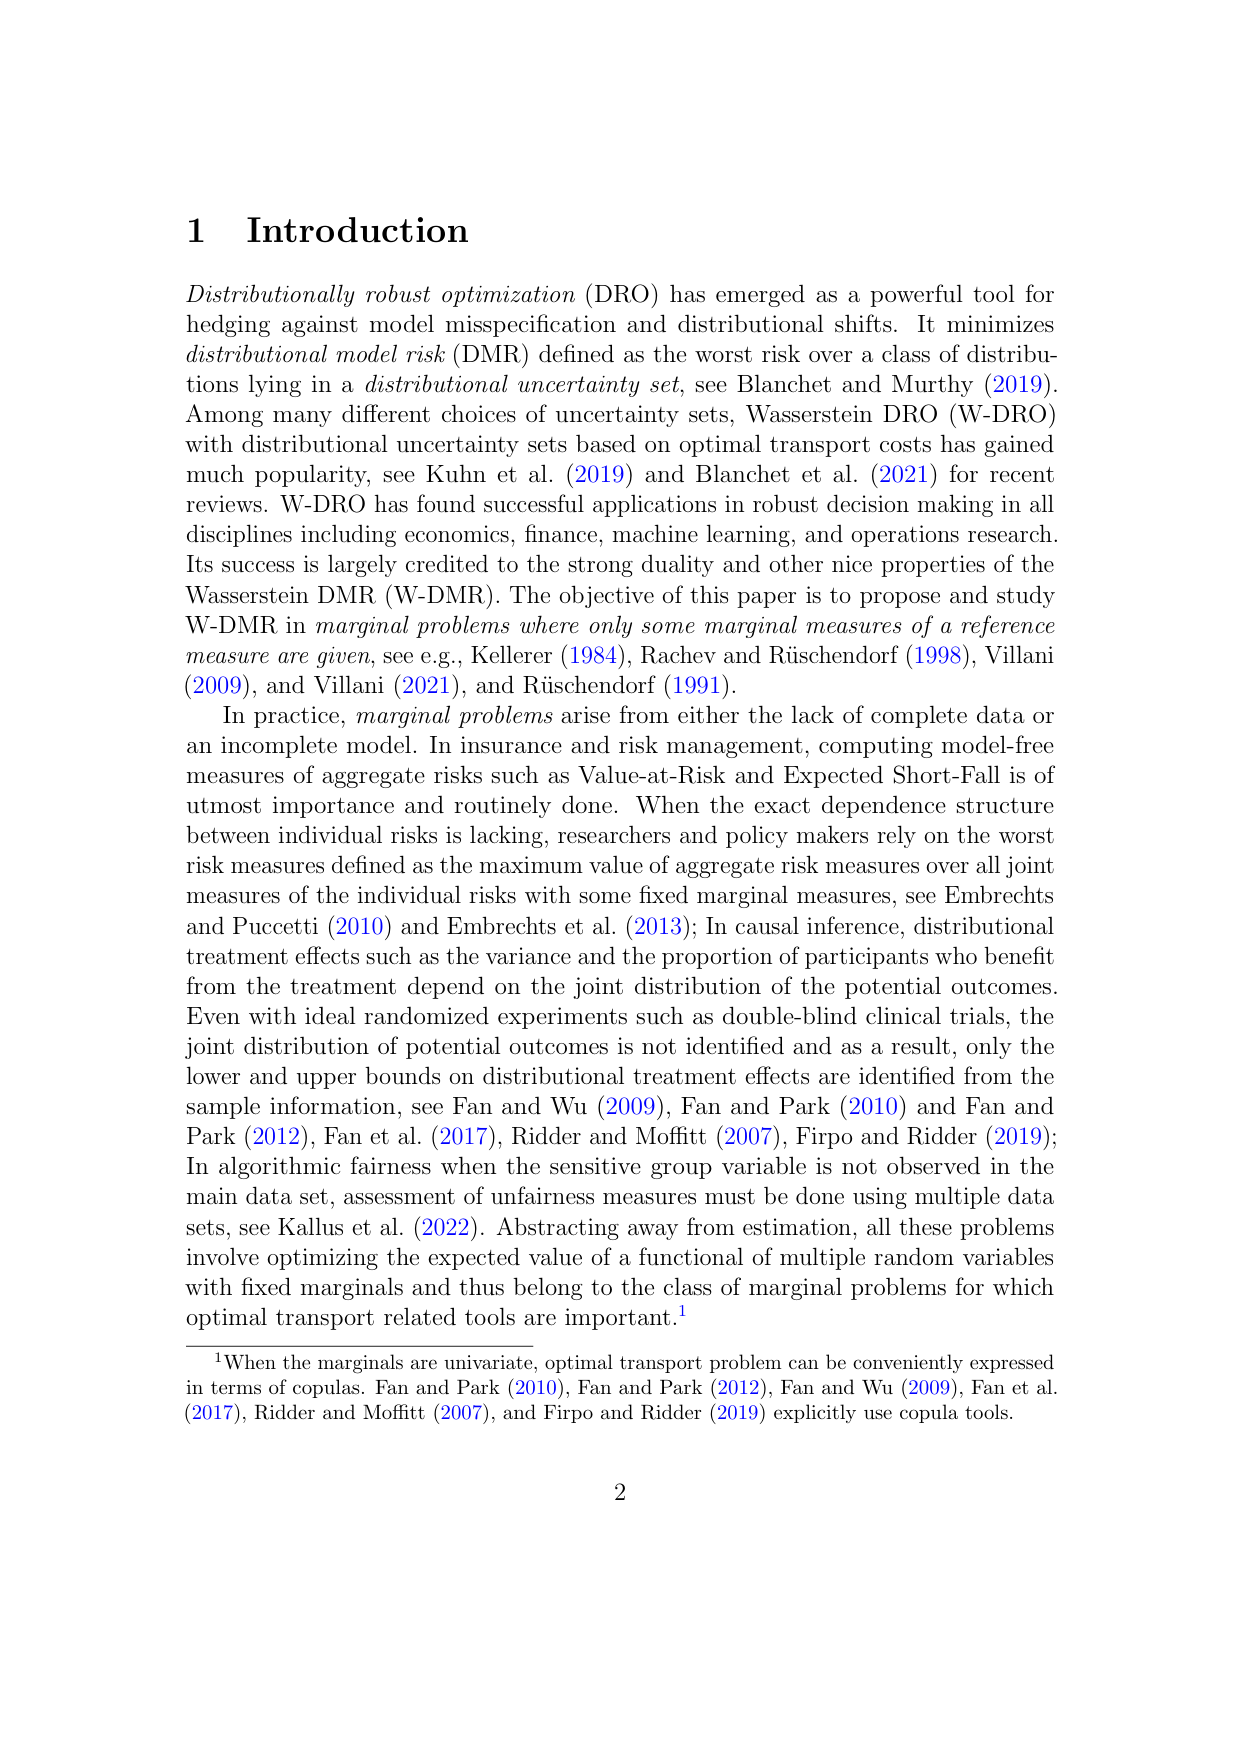 1 Introduction
Distributionally robust optimization (DRO) has emerged as a powerful tool for
hedging against model misspecification and distributional shifts. It minimizes
distributional model risk (DMR) defined as the worst risk over a class of distribu-
tions lying in a distributional uncertainty set, see Blanchet and Murthy (2019).
Among many different choices of uncertainty sets, Wasserstein DRO (W-DRO)
with distributional uncertainty sets based on optimal transport costs has gained
much popularity, see Kuhn et al. (2019) and Blanchet et al. (2021) for recent
reviews. W-DRO has found successful applications in robust decision making in all
disciplines including economics, finance, machine learning, and operations research.
Its success is largely credited to the strong duality and other nice properties of the
Wasserstein DMR (W-DMR). The objective of this paper is to propose and study
W-DMR in marginal problems where only some marginal measures of a reference
measure are given, see e.g., Kellerer (1984), Rachev and Rüschendorf (1998), Villani
(2009), and Villani (2021), and Rüschendorf (1991).
In practice, marginal problems arise from either the lack of complete data or
an incomplete model. In insurance and risk management, computing model-free
measures of aggregate risks such as Value-at-Risk and Expected Short-Fall is of
utmost importance and routinely done. When the exact dependence structure
between individual risks is lacking, researchers and policy makers rely on the worst
risk measures defined as the maximum value of aggregate risk measures over all joint
measures of the individual risks with some fixed marginal measures, see Embrechts
and Puccetti (2010) and Embrechts et al. (2013); In causal inference, distributional
treatment effects such as the variance and the proportion of participants who benefit
from the treatment depend on the joint distribution of the potential outcomes.
Even with ideal randomized experiments such as double-blind clinical trials, the
joint distribution of potential outcomes is not identified and as a result, only the
lower and upper bounds on distributional treatment effects are identified from the
sample information, see Fan and Wu (2009), Fan and Park (2010) and Fan and
Park (2012), Fan et al. (2017), Ridder and Moffitt (2007), Firpo and Ridder (2019);
In algorithmic fairness when the sensitive group variable is not observed in the
main data set, assessment of unfairness measures must be done using multiple data
sets, see Kallus et al. (2022). Abstracting away from estimation, all these problems
involve optimizing the expected value of a functional of multiple random variables
with fixed marginals and thus belong to the class of marginal problems for which
optimal transport related tools are important.1
1When the marginals are univariate, optimal transport problem can be conveniently expressed
in terms of copulas. Fan and Park (2010), Fan and Park (2012), Fan and Wu (2009), Fan et al.
(2017), Ridder and Moffitt (2007), and Firpo and Ridder (2019) explicitly use copula tools.
2